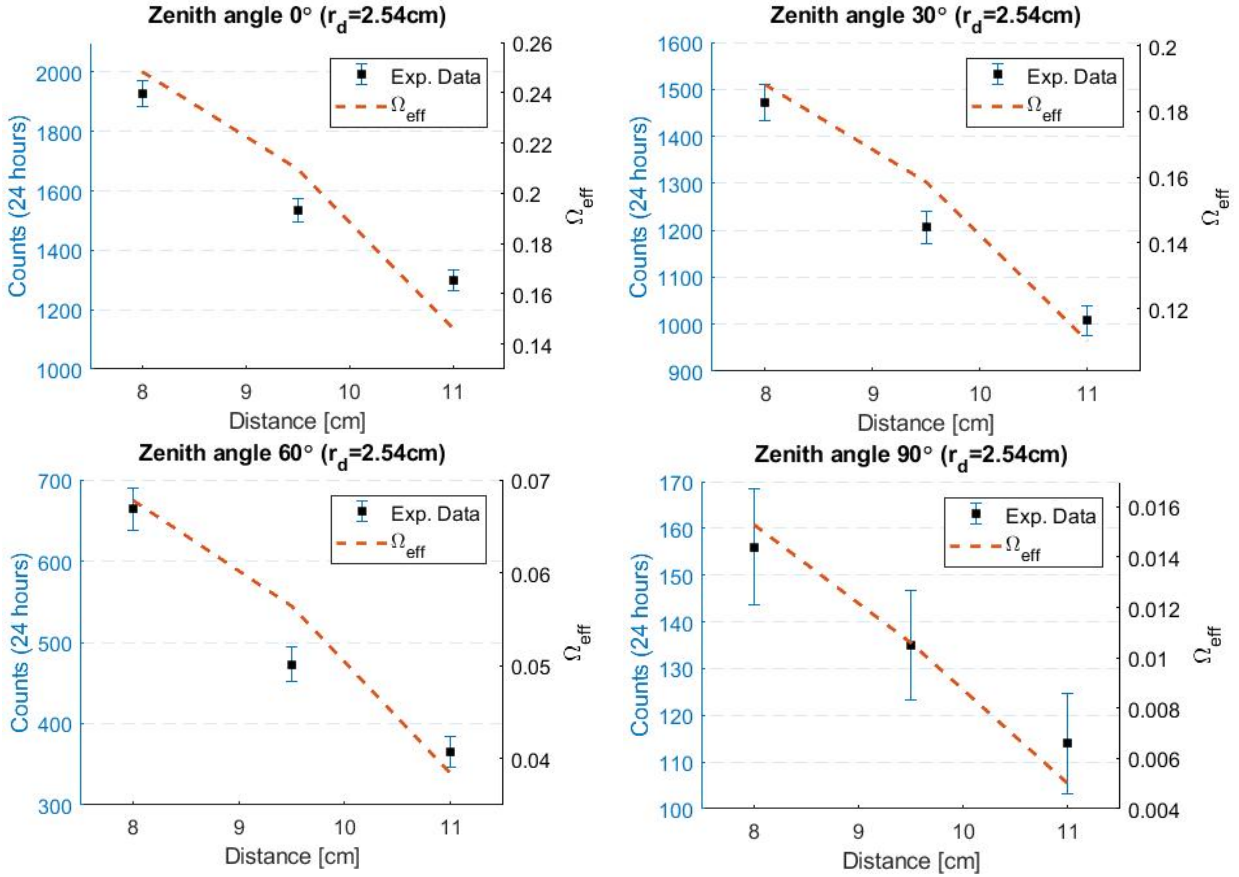 Zenith angle 0° (r_d=2.54cm)
Counts (24 hours)
2000
1800
1600
1400
1200
1000
Exp. Data
Ω_eff
0.26
0.24
0.22
0.2
0.18
0.16
0.14
Ω_eff
8
9
10
11
Distance [cm]
Zenith angle 30° (r_d=2.54cm)
Counts (24 hours)
1600
1500
1400
1300
1200
1100
1000
900
Exp. Data
Ω_eff
0.2
0.18
0.16
0.14
0.12
Ω_eff
8
9
10
11
Distance [cm]
Zenith angle 60° (r_d=2.54cm)
Counts (24 hours)
700
600
500
400
300
Exp. Data
Ω_eff
0.07
0.06
0.05
0.04
Ω_eff
8
9
10
11
Distance [cm]
Zenith angle 90° (r_d=2.54cm)
Counts (24 hours)
170
160
150
140
130
120
110
100
Exp. Data
Ω_eff
0.016
0.014
0.012
0.01
0.008
0.006
0.004
Ω_eff
8
9
10
11
Distance [cm]